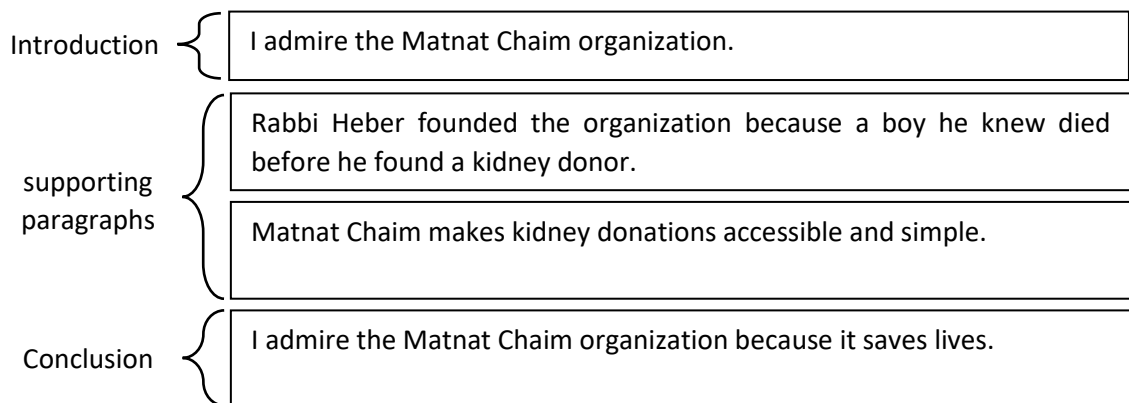 Introduction
I admire the Matnat Chaim organization.
supporting
paragraphs
Rabbi Heber founded the organization because a boy he knew died
before he found a kidney donor.
Matnat Chaim makes kidney donations accessible and simple.
Conclusion
I admire the Matnat Chaim organization because it saves lives.